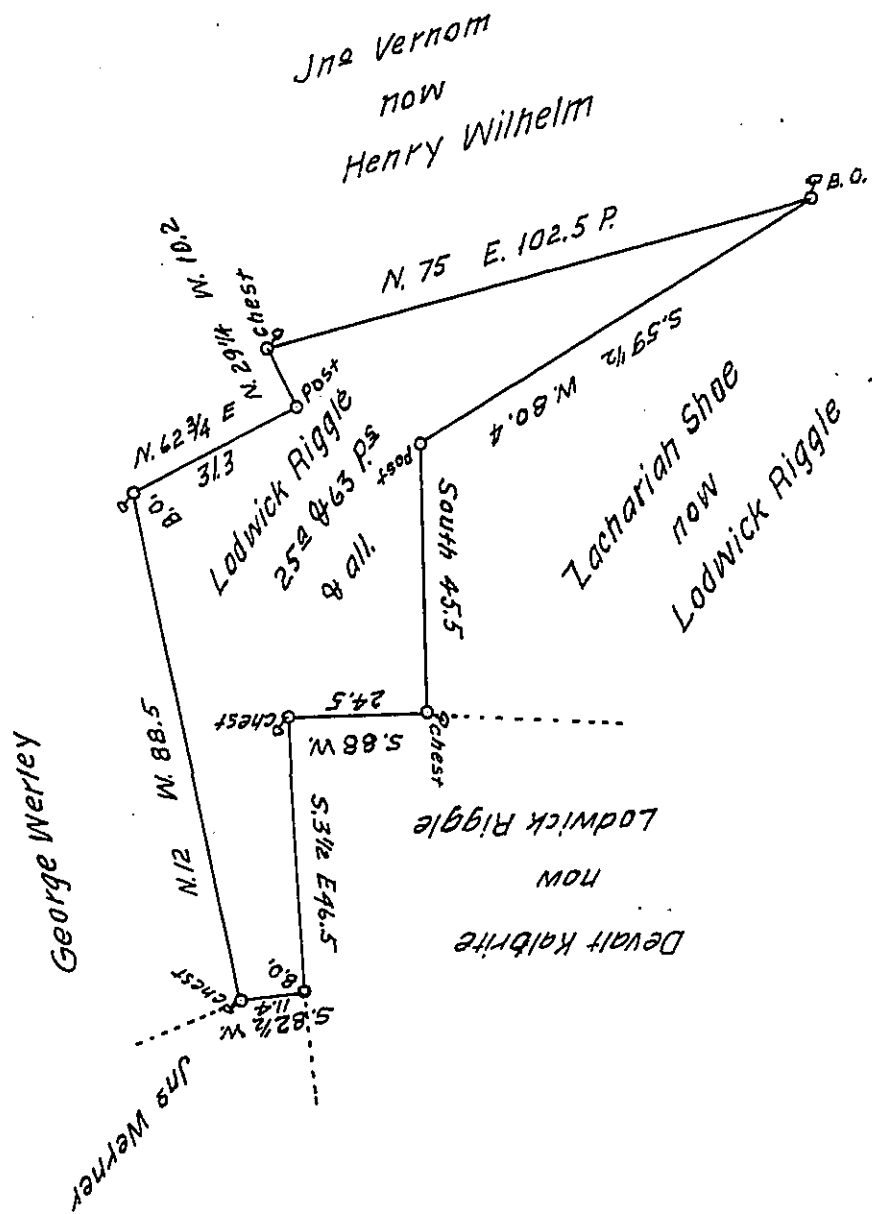 Jnº Vernom
now
Henry Wilhelm
B.O.
N. 75 E. 102.5 P.
N. 29 1/4 W. 10.2
chest
Post
N. 62 3/4 E
31.3
B.O.
Lodwick Riggle
25ª & 63 P.s
& all.
S. 59 1/2 W. 80.4
Post
South 45.5
Zachariah Shoe
now
Lodwick Riggle
chest
24.5
S. 88 W.
chest
N. 12 W. 88.5
George Werley
S. 3 1/2 E 46.5
Devalt Kalbrite
now
Lodwick Riggle
B.O.
11.4
S. 82 1/2 W.
chest
Jnº Werner